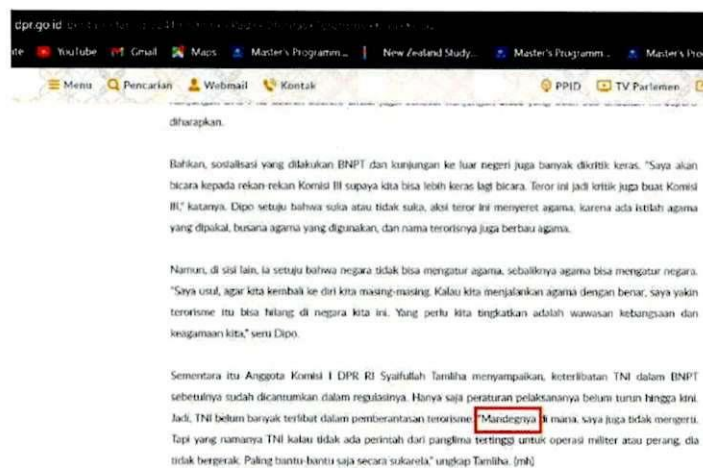 dpr.go.id
YouTube Gmail Maps Master's Programm... New Zealand Study... Master's Programm... Master's Pro
Menu Pencarian Webmail Kontak PPID TV Parlemen
diharapkan.
Bahkan, sosialisasi yang dilakukan BNPT dan kunjungan ke luar negeri juga banyak dikritik keras. "Saya akan
bicara kepada rekan-rekan Komisi III supaya kita bisa lebih keras lagi bicara. Teror ini jadi kritik juga buat Komisi
III," katanya. Dipo setuju bahwa suka atau tidak suka, aksi teror ini menyeret agama, karena ada istilah agama
yang dipakai, busana agama yang digunakan, dan nama terorisnya juga berbau agama.
Namun, di sisi lain, ia setuju bahwa negara tidak bisa mengatur agama, sebaliknya agama bisa mengatur negara.
"Saya usul, agar kita kembali ke diri kita masing-masing. Kalau kita menjalankan agama dengan benar, saya yakin
terorisme itu bisa hilang di negara kita ini. Yang perlu kita tingkatkan adalah wawasan kebangsaan dan
keagamaan kita," seru Dipo.
Sementara itu Anggota Komisi I DPR RI Syaifullah Tamliha menyampaikan, keterlibatan TNI dalam BNPT
sebetulnya sudah dicantumkan dalam regulasinya. Hanya saja peraturan pelaksananya belum turun hingga kini.
Jadi, TNI belum banyak terlibat dalam pemberantasan terorisme. "Mandegnya di mana, saya juga tidak mengerti.
Tapi yang namanya TNI kalau tidak ada perintah dari panglima tertinggi untuk operasi militer atau perang, dia
tidak bergerak. Paling bantu-bantu saja secara sukarela," ungkap Tamliha. (mh)